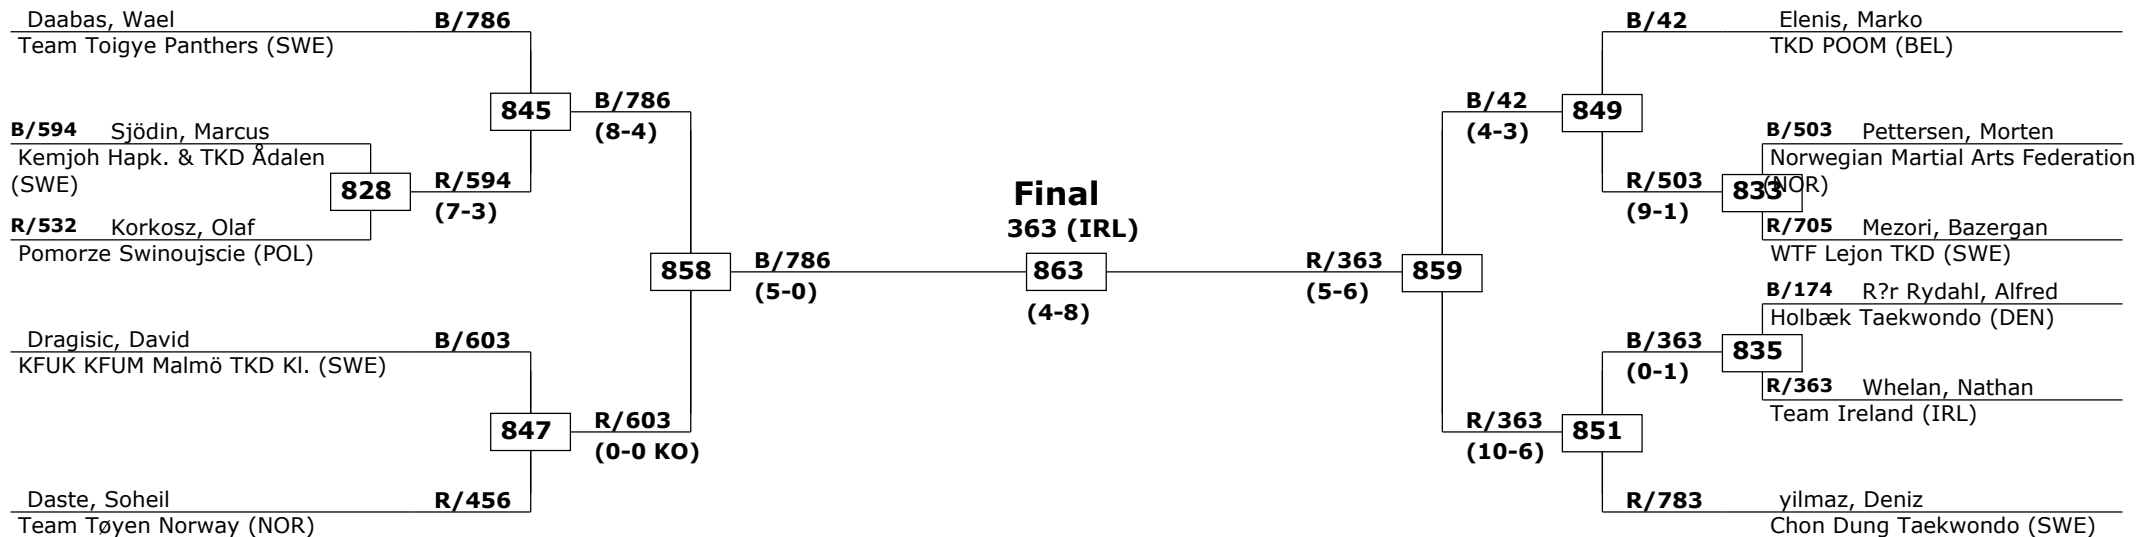 Daabas, Wael
B/786
Team Toigye Panthers (SWE)
845
B/786
(8-4)
B/594 Sjödin, Marcus
Kemjoh Hapk. & TKD Ådalen
(SWE)
828
R/594
(7-3)
R/532 Korkosz, Olaf
Pomorze Swinoujscie (POL)
858
B/786
(5-0)
Dragisic, David
B/603
KFUK KFUM Malmö TKD Kl. (SWE)
847
R/603
(0-0 KO)
Daste, Soheil
R/456
Team Tøyen Norway (NOR)
Final
363 (IRL)
863
(4-8)
B/42
Elenis, Marko
TKD POOM (BEL)
B/42
(4-3)
849
B/503 Pettersen, Morten
Norwegian Martial Arts Federation
(NOR)
R/503
(9-1)
833
R/705 Mezori, Bazergan
WTF Lejon TKD (SWE)
R/363
(5-6)
859
B/174 R?r Rydahl, Alfred
Holbæk Taekwondo (DEN)
B/363
(0-1)
835
R/363 Whelan, Nathan
Team Ireland (IRL)
R/363
(10-6)
851
R/783
yilmaz, Deniz
Chon Dung Taekwondo (SWE)